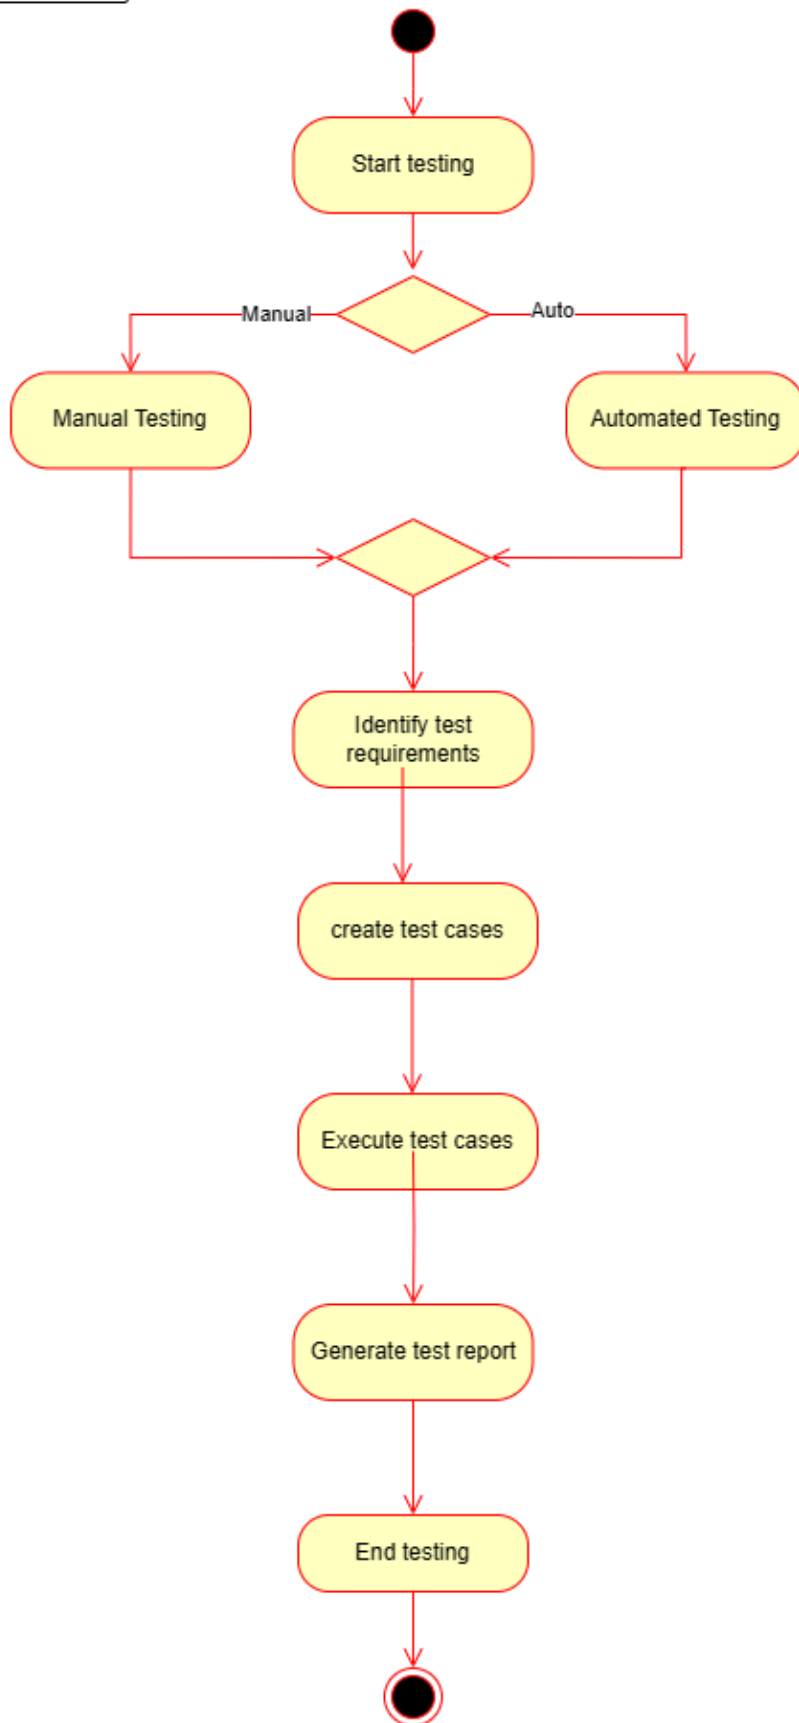 Start testing
Manual
Auto
Manual Testing
Automated Testing
Identify test
requirements
create test cases
Execute test cases
Generate test report
End testing